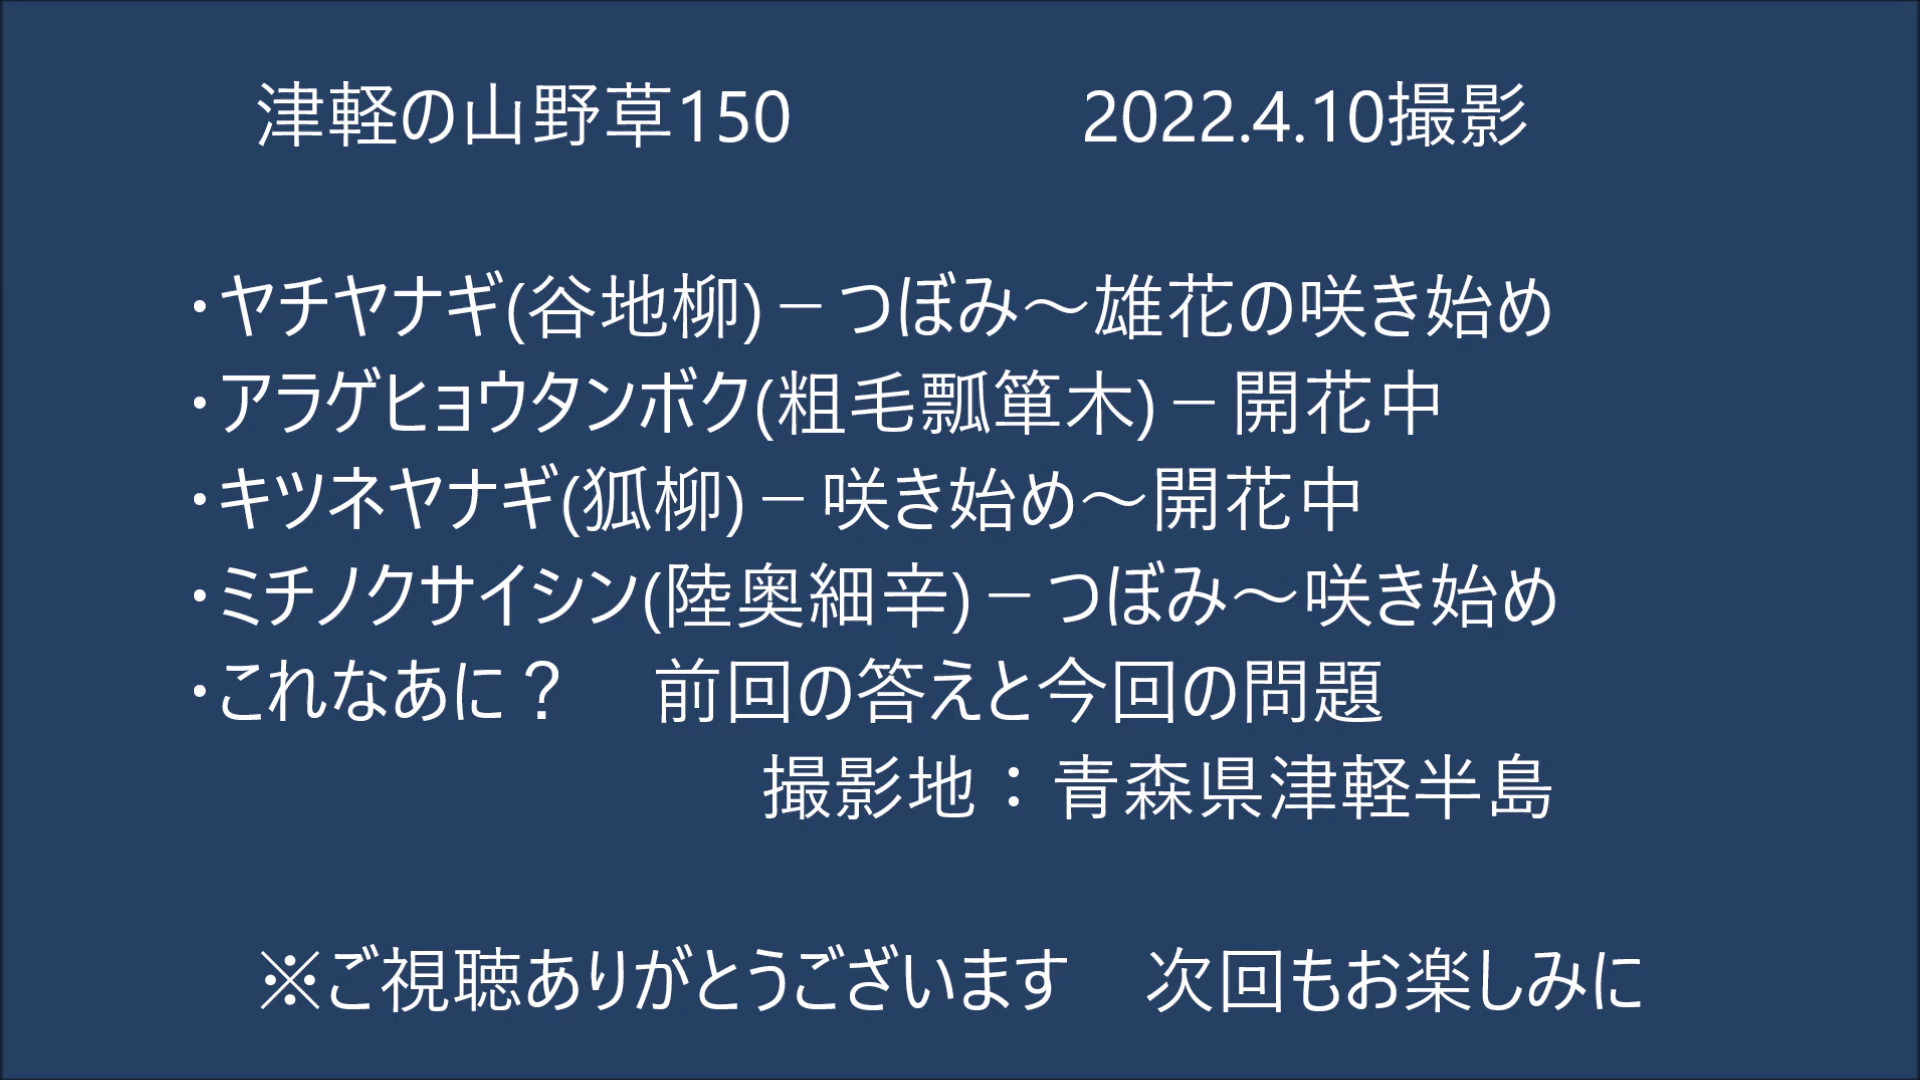 津軽の山野草150　2022.4.10撮影
・ヤチヤナギ(谷地柳)－つぼみ～雄花の咲き始め
・アラゲヒョウタンボク(粗毛瓢箪木)－開花中
・キツネヤナギ(狐柳)－咲き始め～開花中
・ミチノクサイシン(陸奥細辛)－つぼみ～咲き始め
・これなあに？　前回の答えと今回の問題
撮影地：青森県津軽半島
※ご視聴ありがとうございます　次回もお楽しみに